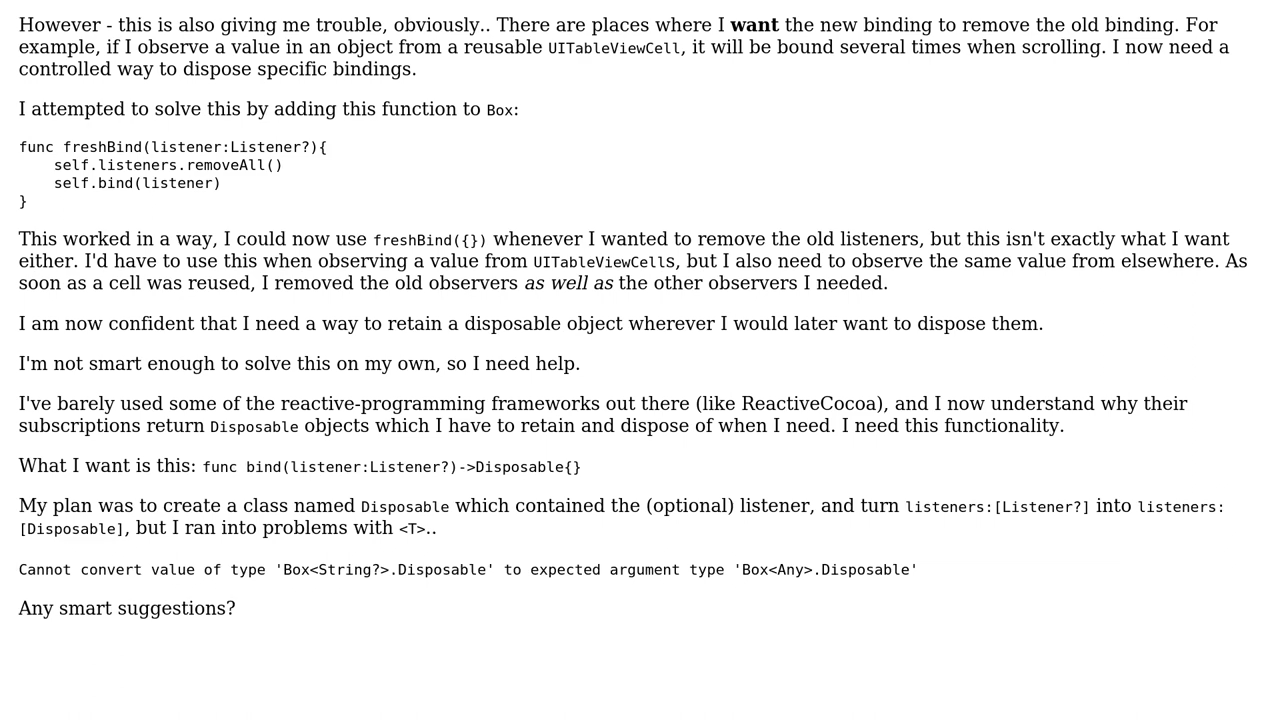 However - this is also giving me trouble, obviously.. There are places where I want the new binding to remove the old binding. For
example, if I observe a value in an object from a reusable UITableViewCell, it will be bound several times when scrolling. I now need a
controlled way to dispose specific bindings.
I attempted to solve this by adding this function to Box:
func freshBind(listener:Listener?){
    self.listeners.removeAll()
    self.bind(listener)
}
This worked in a way, I could now use freshBind({}) whenever I wanted to remove the old listeners, but this isn't exactly what I want
either. I'd have to use this when observing a value from UITableViewCells, but I also need to observe the same value from elsewhere. As
soon as a cell was reused, I removed the old observers as well as the other observers I needed.
I am now confident that I need a way to retain a disposable object wherever I would later want to dispose them.
I'm not smart enough to solve this on my own, so I need help.
I've barely used some of the reactive-programming frameworks out there (like ReactiveCocoa), and I now understand why their
subscriptions return Disposable objects which I have to retain and dispose of when I need. I need this functionality.
What I want is this: func bind(listener:Listener?)->Disposable{}
My plan was to create a class named Disposable which contained the (optional) listener, and turn listeners:[Listener?] into listeners:
[Disposable], but I ran into problems with <T>..
Cannot convert value of type 'Box<String?>.Disposable' to expected argument type 'Box<Any>.Disposable'
Any smart suggestions?